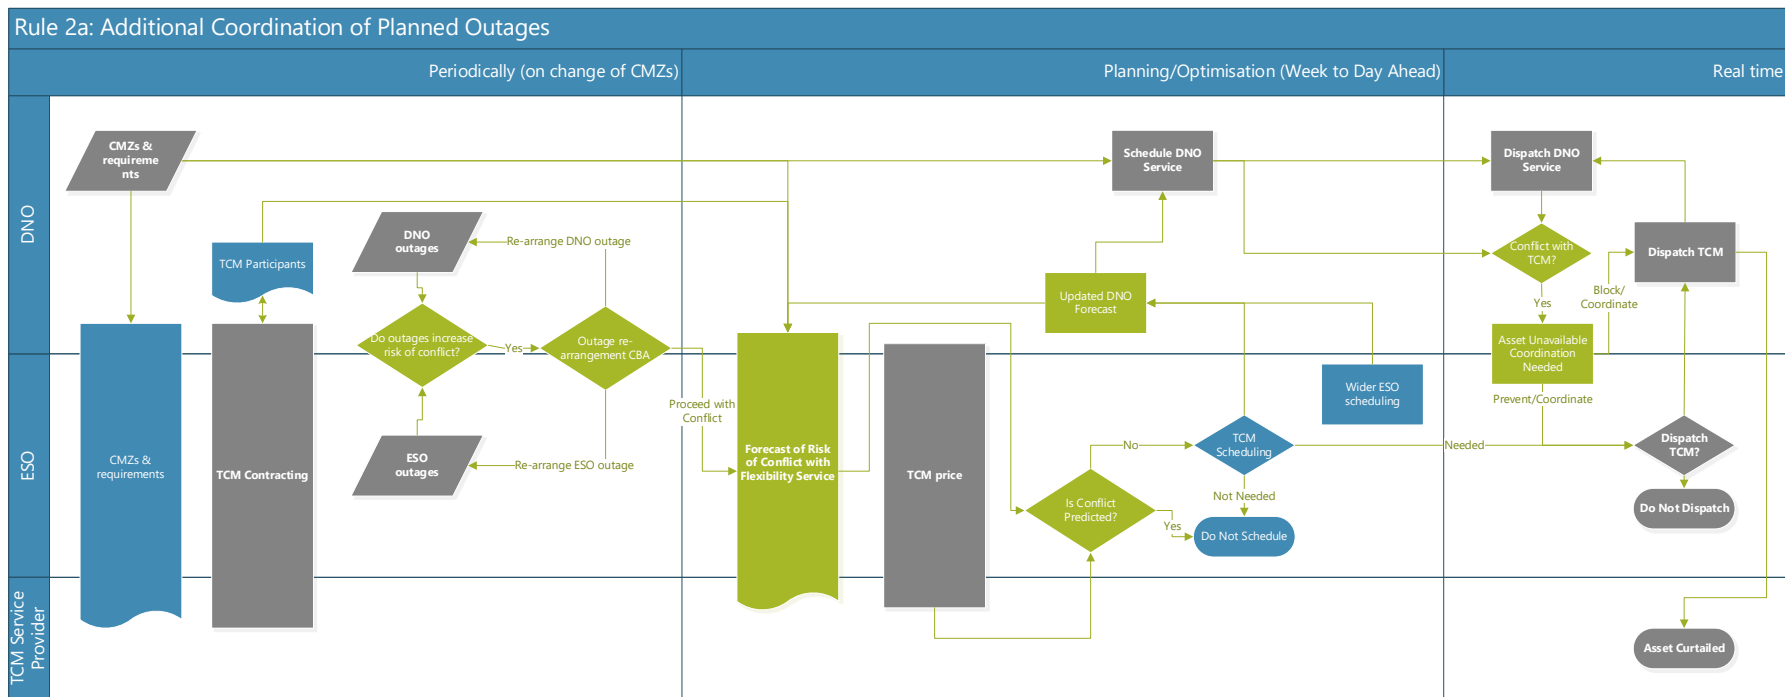 Rule 2a: Additional Coordination of Planned Outages
Periodically (on change of CMZs)
Planning/Optimisation (Week to Day Ahead)
Real time
DNO
CMZs &
requireme
nts
TCM Participants
DNO
outages
Re-arrange DNO outage
Do outages increase
risk of conflict?
Yes
Outage re-
arrangement CBA
Schedule DNO
Service
Updated DNO
Forecast
Dispatch DNO
Service
Conflict with
TCM?
Yes
Asset Unavailable
Coordination
Needed
Block/
Coordinate
Dispatch TCM
ESO
CMZs &
requirements
TCM Contracting
ESO
outages
Re-arrange ESO outage
Proceed with
Conflict
Forecast of Risk
of Conflict with
Flexibility Service
TCM price
Is Conflict
Predicted?
No
Yes
TCM
Scheduling
Not Needed
Do Not Schedule
Wider ESO
scheduling
Needed
Prevent/Coordinate
Dispatch
TCM?
Do Not Dispatch
TCM Service
Provider
Asset Curtailed